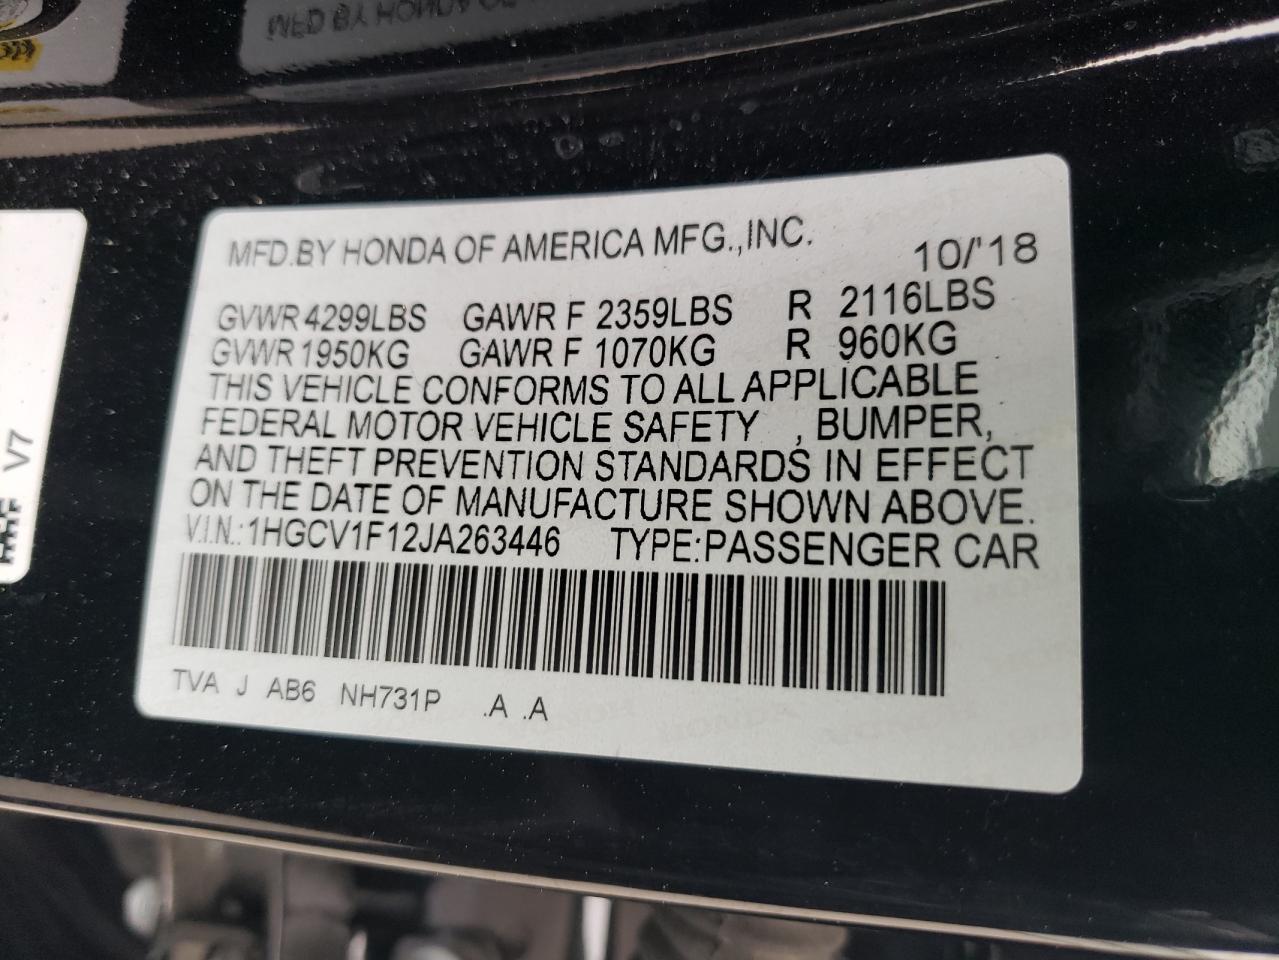 MFD.BY HONDA OF AMERICA MFG.,INC. 10/'18
GVWR 4299LBS GAWR F 2359LBS R 2116LBS
GVWR 1950KG GAWR F 1070KG R 960KG
THIS VEHICLE CONFORMS TO ALL APPLICABLE
FEDERAL MOTOR VEHICLE SAFETY , BUMPER,
AND THEFT PREVENTION STANDARDS IN EFFECT
ON THE DATE OF MANUFACTURE SHOWN ABOVE.
V.I.N.:1HGCV1F12JA263446 TYPE:PASSENGER CAR
TVA J AB6 NH731P .A .A
V7